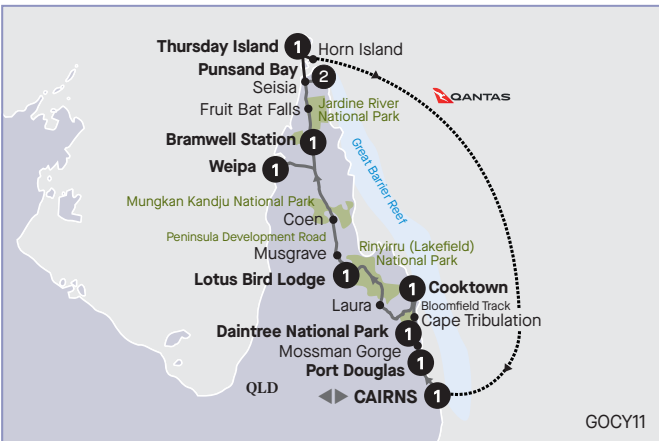 Thursday Island 1 Horn Island
Punsand Bay 2
QANTAS
Seisia
Fruit Bat Falls
Jardine River
National Park
Bramwell Station 1
Weipa 1
Great Barrier Reef
Mungkan Kandju National Park
Coen
Peninsula Development Road
Musgrave
Rinyirru (Lakefield)
National Park
Lotus Bird Lodge 1
1 Cooktown
Laura
Bloomfield Track
Cape Tribulation
Daintree National Park 1
Mossman Gorge
Port Douglas 1
QLD
CAIRNS 1
GOCY11